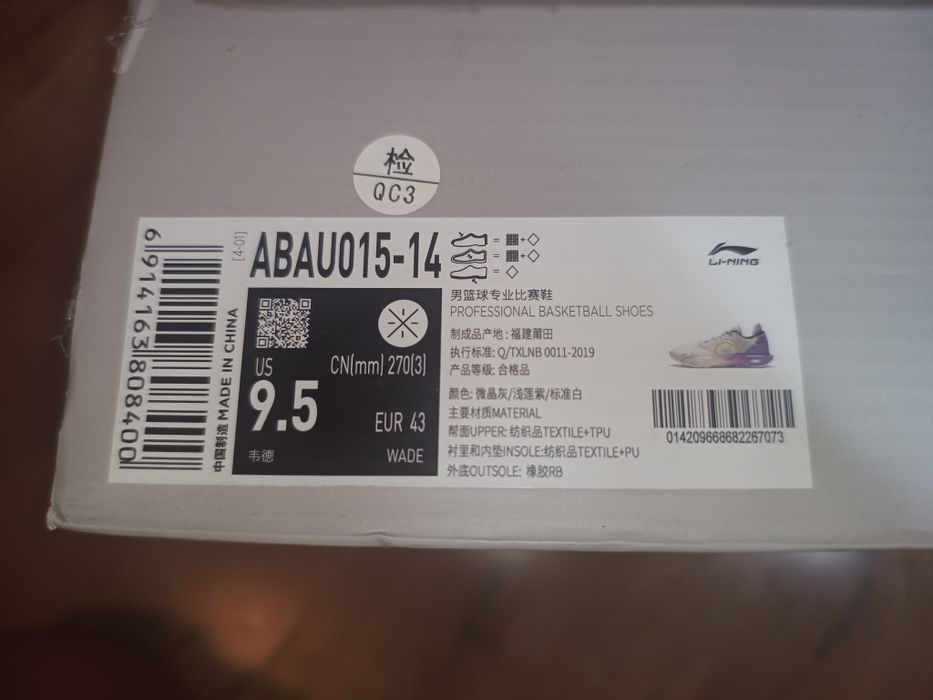 检
QC3
6 914163 808400
中国制造 MADE IN CHINA
[4-01]
ABAU015-14
= +
= +
=
LI-NING
US
9.5
CN(mm) 270(3)
EUR 43
韦德
WADE
男篮球专业比赛鞋
PROFESSIONAL BASKETBALL SHOES
制成品产地: 福建莆田
执行标准: Q/TXLNB 0011-2019
产品等级: 合格品
颜色: 微晶灰/浅莲紫/标准白
主要材质MATERIAL
帮面UPPER: 纺织品TEXTILE+TPU
衬里和内垫INSOLE:纺织品TEXTILE+PU
外底OUTSOLE: 橡胶RB
014209668682267073